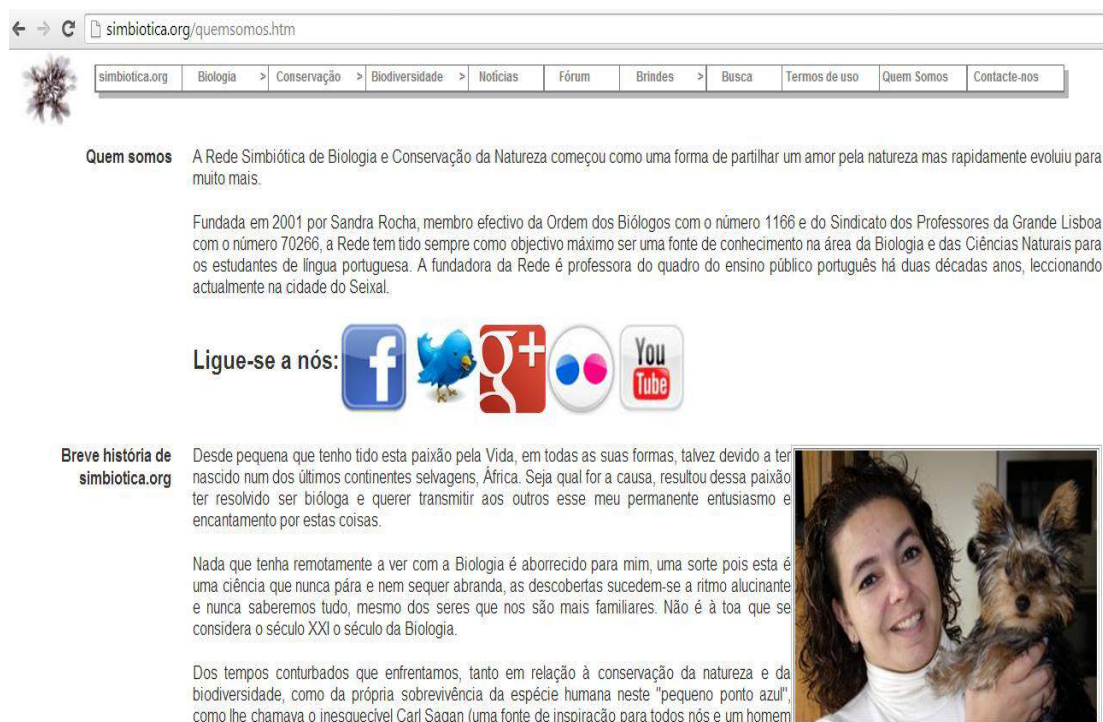 simbiotica.org/quemsomos.htm
simbiotica.org Biologia > Conservação > Biodiversidade > Notícias Fórum Brindes > Busca Termos de uso Quem Somos Contacte-nos
Quem somos
A Rede Simbiótica de Biologia e Conservação da Natureza começou como uma forma de partilhar um amor pela natureza mas rapidamente evoluiu para
muito mais.
Fundada em 2001 por Sandra Rocha, membro efectivo da Ordem dos Biólogos com o número 1166 e do Sindicato dos Professores da Grande Lisboa
com o número 70266, a Rede tem tido sempre como objectivo máximo ser uma fonte de conhecimento na área da Biologia e das Ciências Naturais para
os estudantes de língua portuguesa. A fundadora da Rede é professora do quadro do ensino público português há duas décadas anos, leccionando
actualmente na cidade do Seixal.
Ligue-se a nós:
f
g+
You
Tube
Breve história de
simbiotica.org
Desde pequena que tenho tido esta paixão pela Vida, em todas as suas formas, talvez devido a ter
nascido num dos últimos continentes selvagens, África. Seja qual for a causa, resultou dessa paixão
ter resolvido ser bióloga e querer transmitir aos outros esse meu permanente entusiasmo e
encantamento por estas coisas.
Nada que tenha remotamente a ver com a Biologia é aborrecido para mim, uma sorte pois esta é
uma ciência que nunca pára e nem sequer abranda, as descobertas sucedem-se a ritmo alucinante
e nunca saberemos tudo, mesmo dos seres que nos são mais familiares. Não é à toa que se
considera o século XXI o século da Biologia.
Dos tempos conturbados que enfrentamos, tanto em relação à conservação da natureza e da
biodiversidade, como da própria sobrevivência da espécie humana neste "pequeno ponto azul",
como lhe chamava o inesquecível Carl Sagan (uma fonte de inspiração para todos nós e um homem